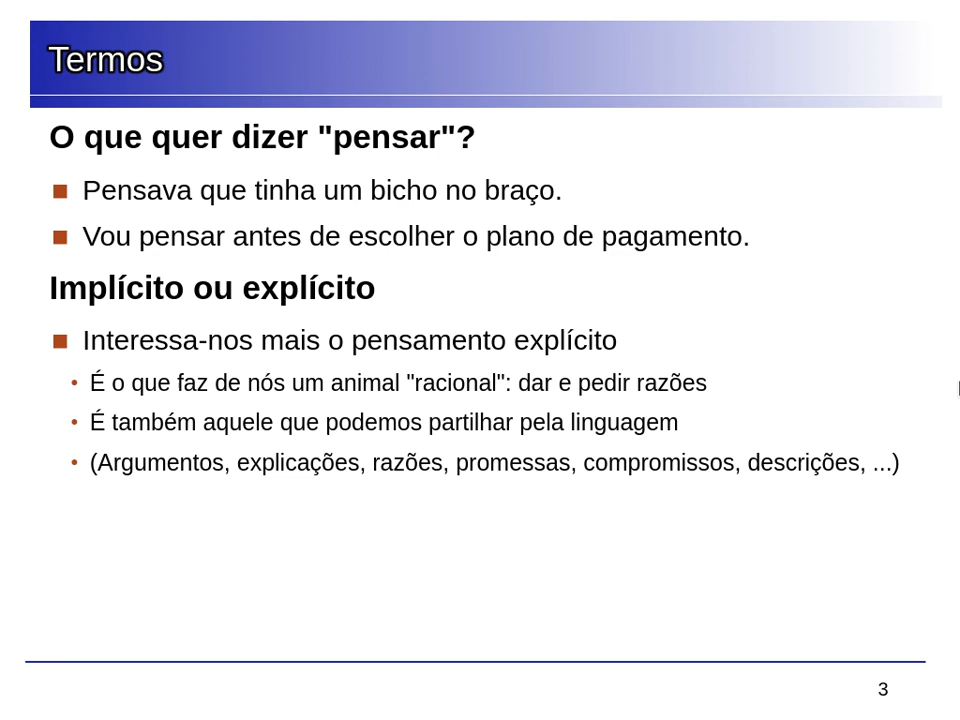 Termos
O que quer dizer "pensar"?
Pensava que tinha um bicho no braço.
Vou pensar antes de escolher o plano de pagamento.
Implícito ou explícito
Interessa-nos mais o pensamento explícito
• É o que faz de nós um animal "racional": dar e pedir razões
• É também aquele que podemos partilhar pela linguagem
• (Argumentos, explicações, razões, promessas, compromissos, descrições, ...)
3